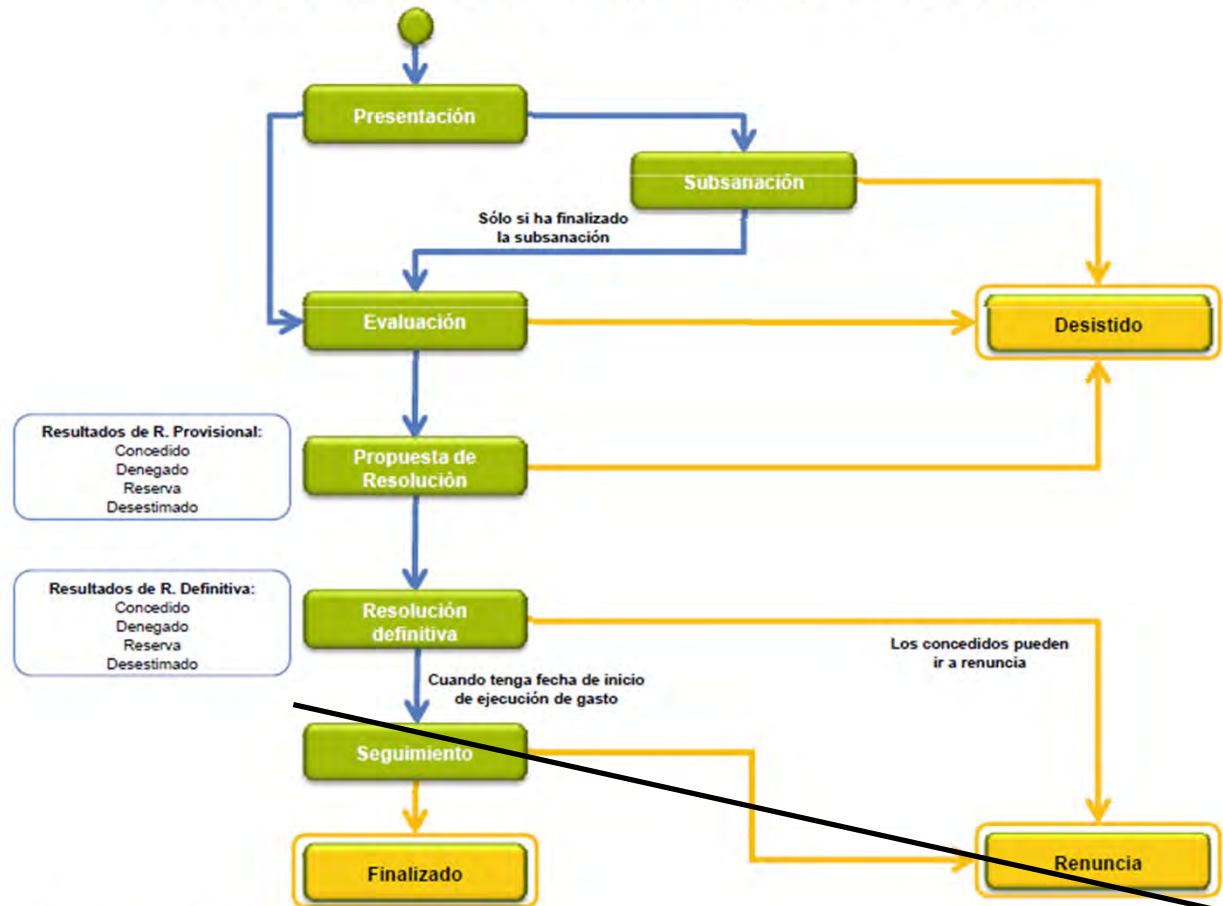 Presentación
Subsanación
Sólo si ha finalizado
la subsanación
Evaluación
Desistido
Resultados de R. Provisional:
Concedido
Denegado
Reserva
Desestimado
Propuesta de
Resolución
Resultados de R. Definitiva:
Concedido
Denegado
Reserva
Desestimado
Resolución
definitiva
Los concedidos pueden
ir a renuncia
Cuando tenga fecha de inicio
de ejecución de gasto
Seguimiento
Finalizado
Renuncia